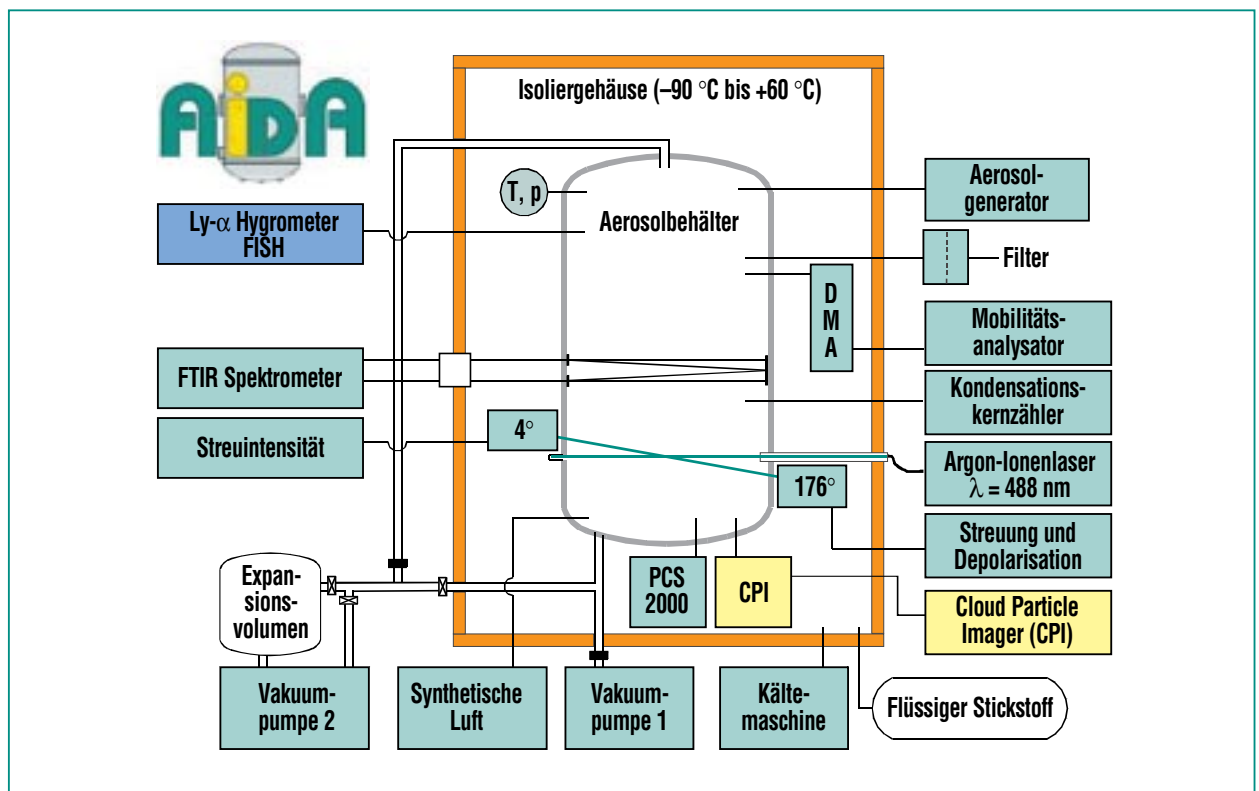 AiDA
Isoliergehäuse (–90 °C bis +60 °C)
T, p
Aerosolbehälter
Aerosol-
generator
Ly-α Hygrometer
FISH
Filter
D
M
A
Mobilitäts-
analysator
FTIR Spektrometer
Kondensations-
kernzähler
Streuintensität
4°
176°
Argon-Ionenlaser
λ = 488 nm
Streuung und
Depolarisation
Expan-
sions-
volumen
PCS
2000
CPI
Cloud Particle
Imager (CPI)
Vakuum-
pumpe 2
Synthetische
Luft
Vakuum-
pumpe 1
Kälte-
maschine
Flüssiger Stickstoff